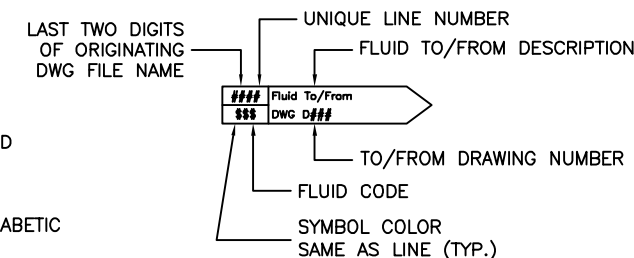 LAST TWO DIGITS
OF ORIGINATING
DWG FILE NAME
UNIQUE LINE NUMBER
FLUID TO/FROM DESCRIPTION
#### Fluid To/From
$$$ DWG D###
D
TO/FROM DRAWING NUMBER
FLUID CODE
ABETIC
SYMBOL COLOR
SAME AS LINE (TYP.)